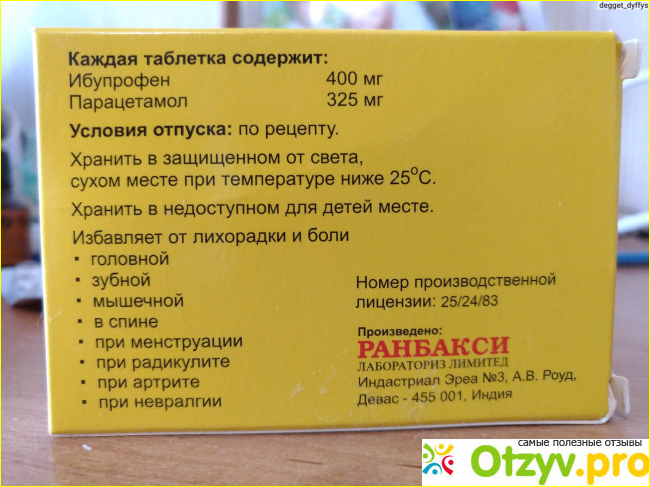 degget_dyffys
Каждая таблетка содержит:
Ибупрофен 400 мг
Парацетамол 325 мг
Условия отпуска: по рецепту.
Хранить в защищенном от света,
сухом месте при температуре ниже 25°С.
Хранить в недоступном для детей месте.
Избавляет от лихорадки и боли
· головной
· зубной
· мышечной
· в спине
· при менструации
· при радикулите
· при артрите
· при невралгии
Номер производственной
лицензии: 25/24/83
Произведено:
РАНБАКСИ
ЛАБОРАТОРИЗ ЛИМИТЕД
Индастриал Эреа №3, А.В. Роуд,
Девас - 455 001, Индия
самые полезные отзывы
Otzyv.pro